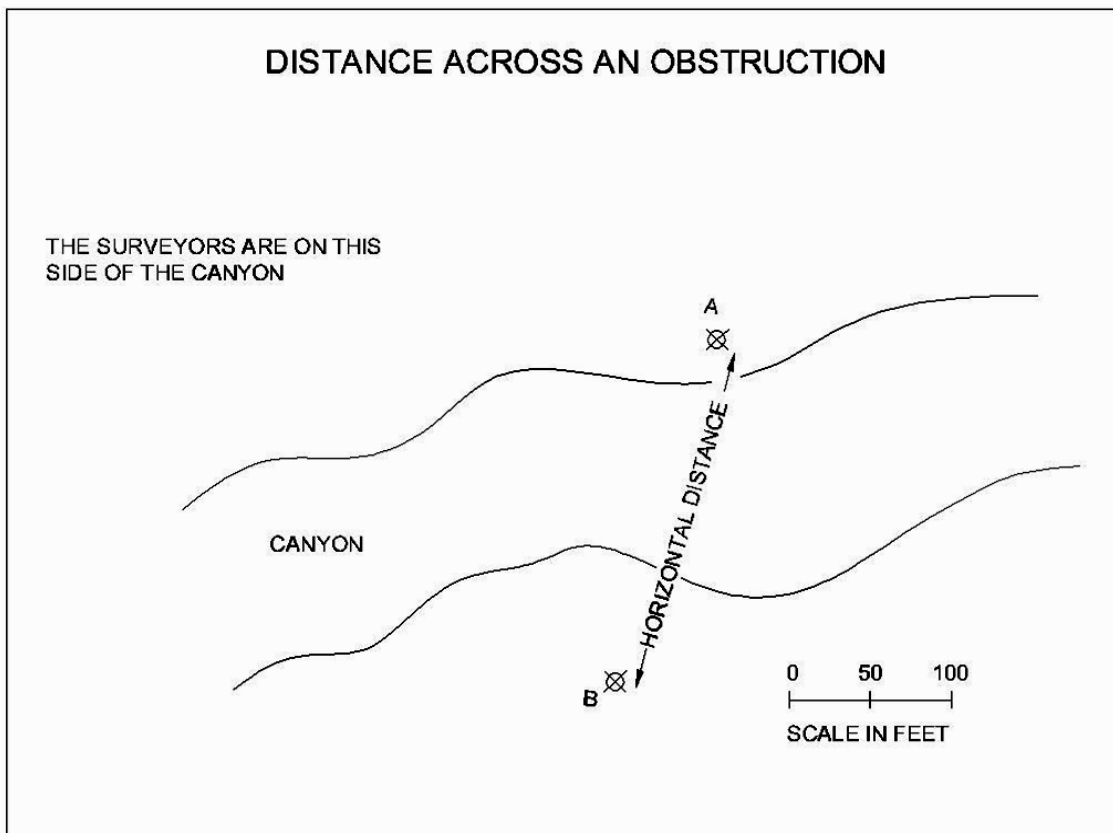 DISTANCE ACROSS AN OBSTRUCTION
THE SURVEYORS ARE ON THIS
SIDE OF THE CANYON
A
HORIZONTAL DISTANCE
CANYON
B
0 50 100
SCALE IN FEET